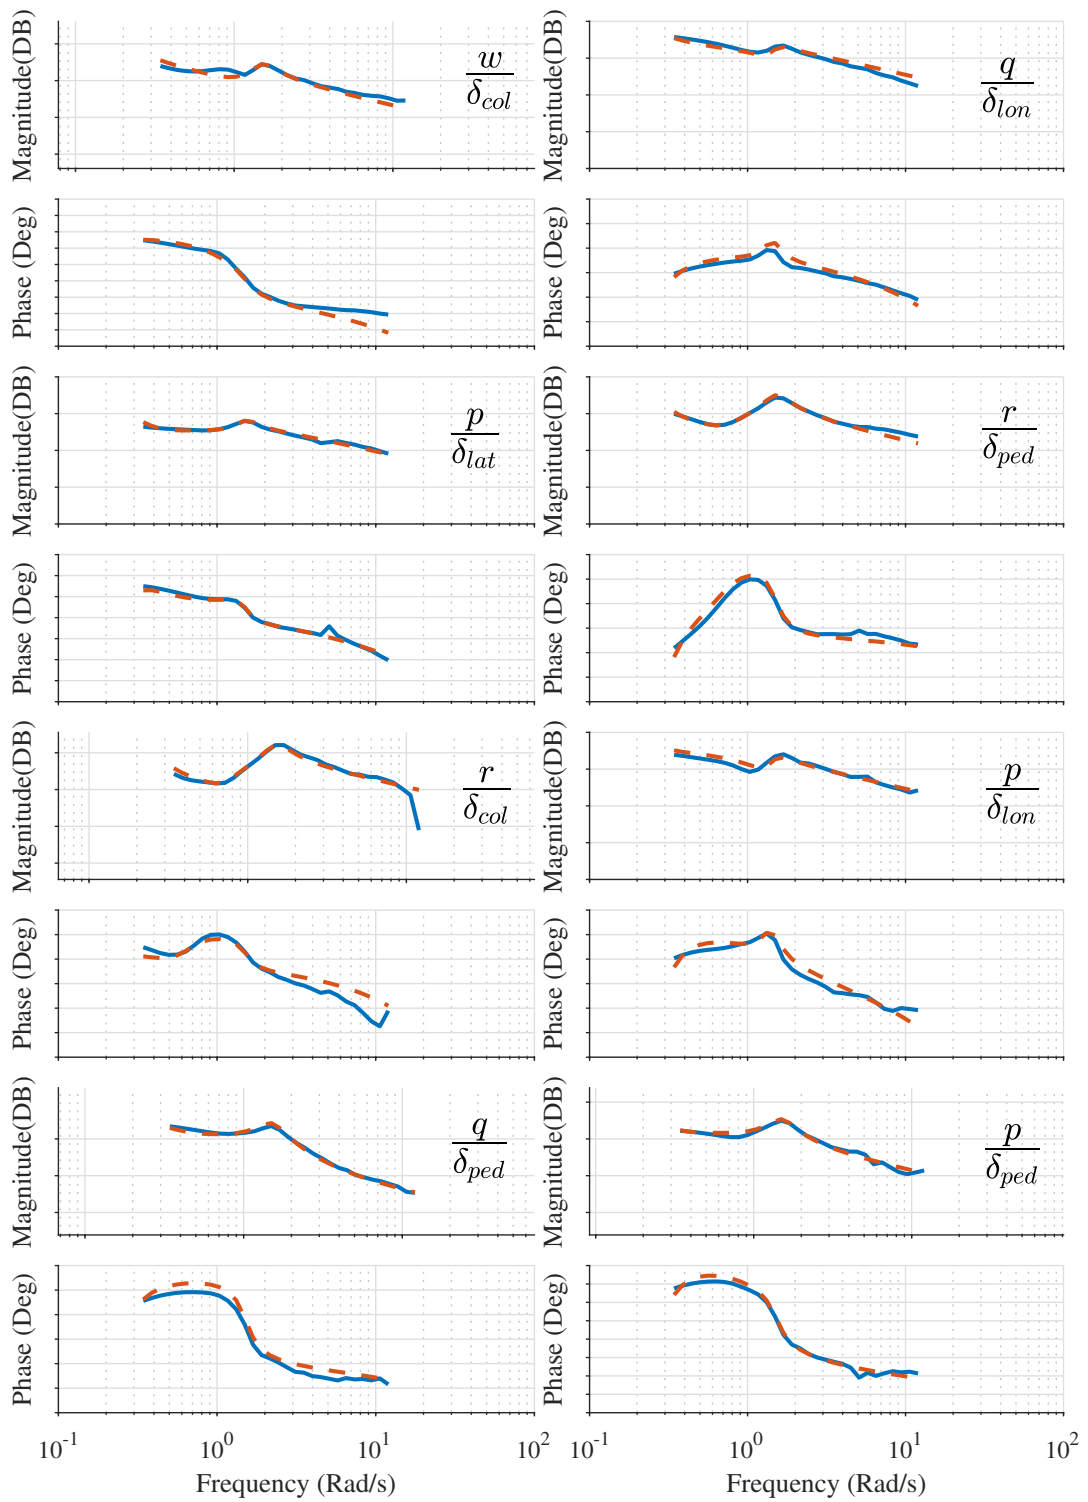 Magnitude(DB)
w
δcol
Magnitude(DB)
q
δlon
Phase (Deg)
Phase (Deg)
Magnitude(DB)
p
δlat
Magnitude(DB)
r
δped
Phase (Deg)
Phase (Deg)
Magnitude(DB)
r
δcol
Magnitude(DB)
p
δlon
Phase (Deg)
Phase (Deg)
Magnitude(DB)
q
δped
Magnitude(DB)
p
δped
Phase (Deg)
Phase (Deg)
10^-1 10^0 10^1 10^2
10^-1 10^0 10^1 10^2
Frequency (Rad/s)
Frequency (Rad/s)